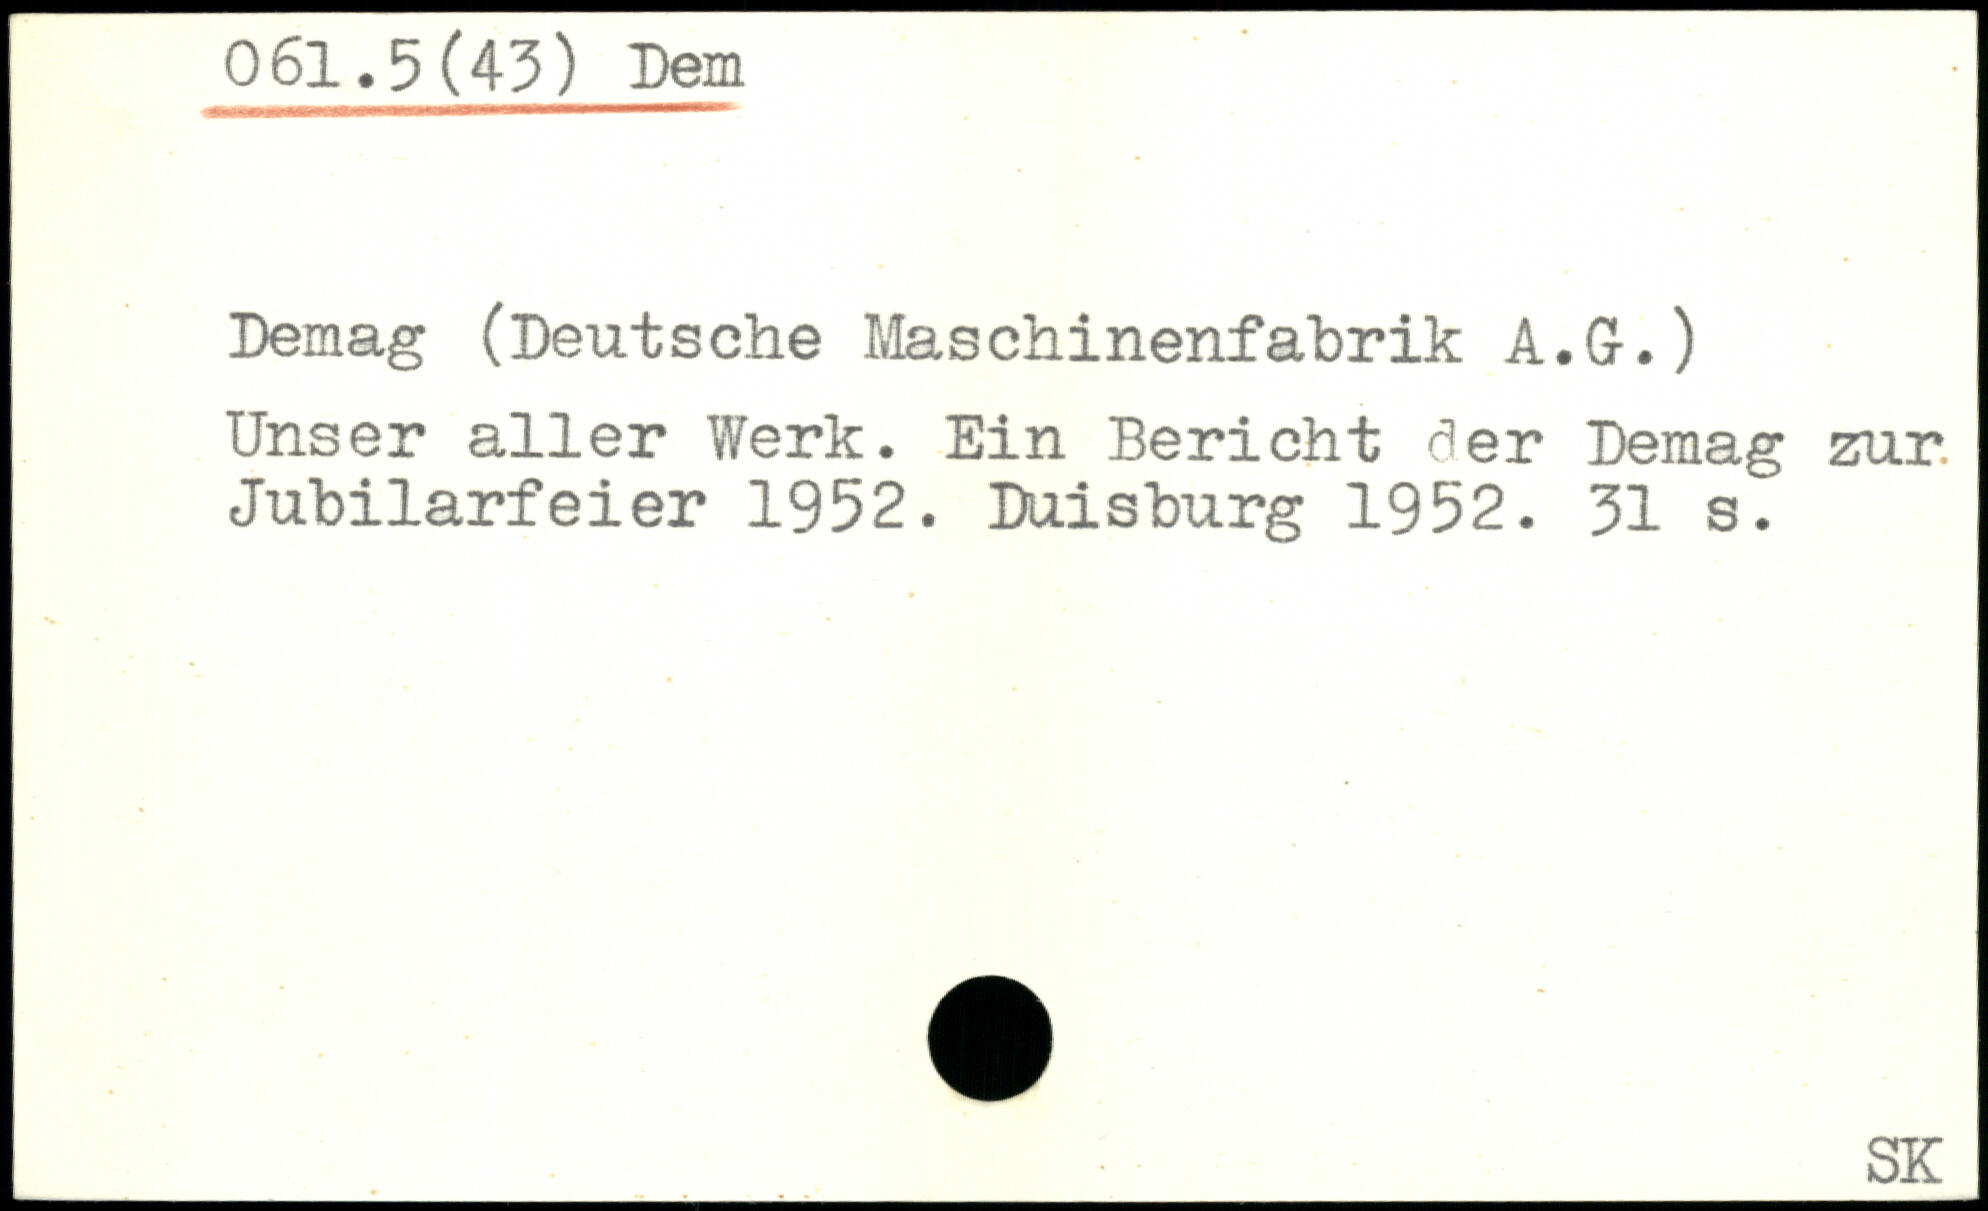 061.5(43) Dem
Demag (Deutsche Maschinenfabrik A.G.)
Unser aller Werk. Ein Bericht der Demag zur
Jubilarfeier 1952. Duisburg 1952. 31 s.
SK